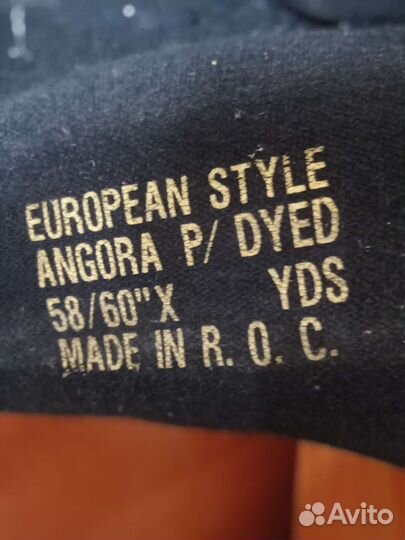 EUROPEAN STYLE
ANGORA P/ DYED
58/60"X YDS
MADE IN R. O. C.
Avito